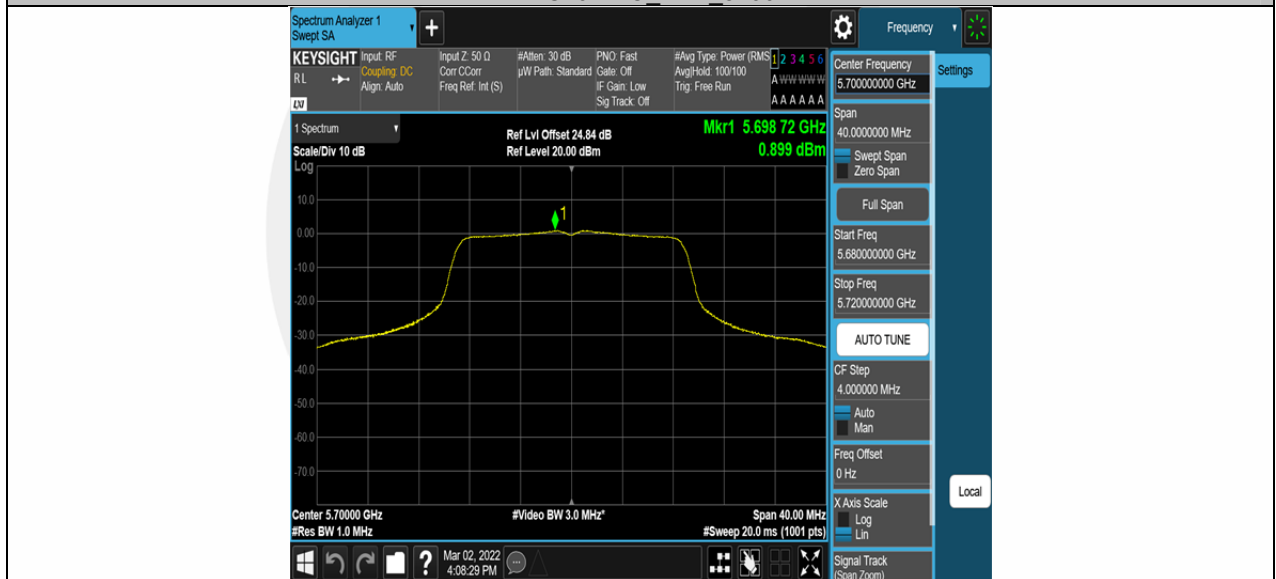 Spectrum Analyzer 1
Swept SA
+
Frequency
KEYSIGHT
RL
LXI
Input: RF
Coupling: DC
Align: Auto
Input Z: 50 Ω
Corr CCorr
Freq Ref: Int (S)
#Atten: 30 dB
µW Path: Standard
PNO: Fast
Gate: Off
IF Gain: Low
Sig Track: Off
#Avg Type: Power (RMS
Avg|Hold: 100/100
Trig: Free Run
1 2 3 4 5 6
A W W W W W
A A A A A A
1 Spectrum
Scale/Div 10 dB
Log
Ref Lvl Offset 24.84 dB
Ref Level 20.00 dBm
Mkr1 5.698 72 GHz
0.899 dBm
10.0
0.00
-10.0
-20.0
-30.0
-40.0
-50.0
-60.0
-70.0
1
Center 5.70000 GHz
#Res BW 1.0 MHz
#Video BW 3.0 MHz*
Span 40.00 MHz
#Sweep 20.0 ms (1001 pts)
Mar 02, 2022
4:08:29 PM
?
Center Frequency
5.700000000 GHz
Settings
Span
40.0000000 MHz
Swept Span
Zero Span
Full Span
Start Freq
5.680000000 GHz
Stop Freq
5.720000000 GHz
AUTO TUNE
CF Step
4.000000 MHz
Auto
Man
Freq Offset
0 Hz
X Axis Scale
Log
Lin
Local
Signal Track
(Span Zoom)